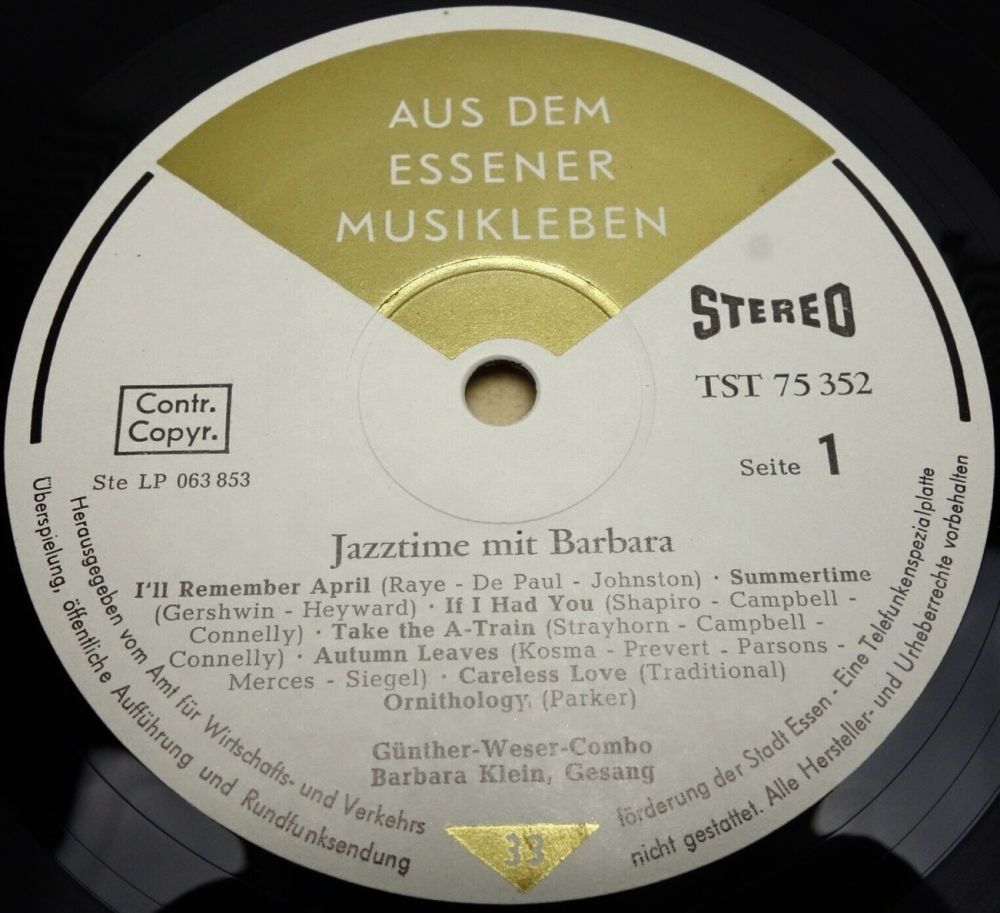 AUS DEM
ESSENER
MUSIKLEBEN
STEREO
TST 75 352
Contr.
Copyr.
Ste LP 063 853
Seite 1
Jazztime mit Barbara
I'll Remember April (Raye - De Paul - Johnston) · Summertime
(Gershwin - Heyward) · If I Had You (Shapiro - Campbell -
Connelly) · Take the A-Train (Strayhorn - Campbell -
Connelly) · Autumn Leaves (Kosma - Prevert - Parsons -
Merces - Siegel) · Careless Love (Traditional)
Ornithology, (Parker)
Günther-Weser-Combo
Barbara Klein, Gesang
33
Herausgegeben vom Amt für Wirtschafts- und Verkehrs
förderung der Stadt Essen - Eine Telefunkenspezialplatte
Überspielung, öffentliche Aufführung und Rundfunksendung
nicht gestattet. Alle Hersteller- und Urheberrechte vorbehalten